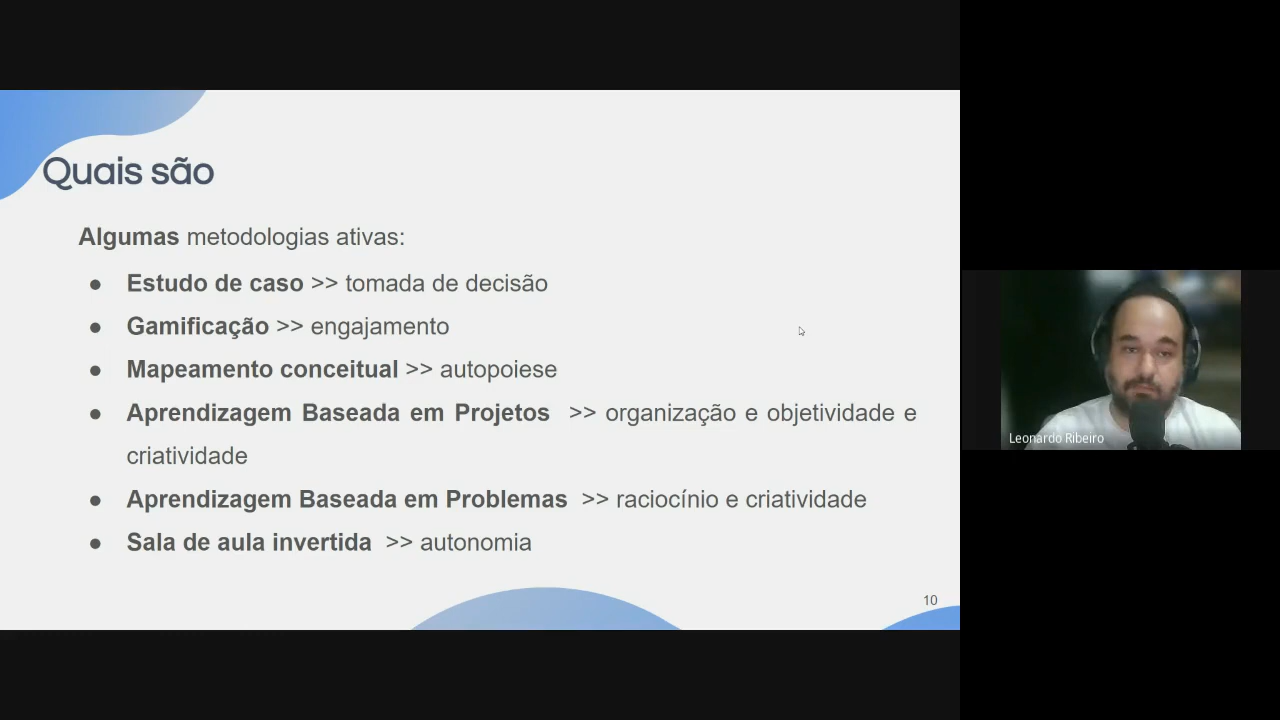 Quais são
Algumas metodologias ativas:
● Estudo de caso >> tomada de decisão
● Gamificação >> engajamento
● Mapeamento conceitual >> autopoiese
● Aprendizagem Baseada em Projetos >> organização e objetividade e
criatividade
● Aprendizagem Baseada em Problemas >> raciocínio e criatividade
● Sala de aula invertida >> autonomia
10
Leonardo Ribeiro